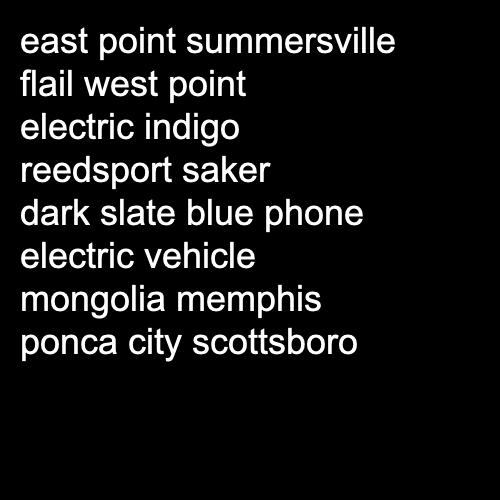 east point summersville
flail west point
electric indigo
reedsport saker
dark slate blue phone
electric vehicle
mongolia memphis
ponca city scottsboro